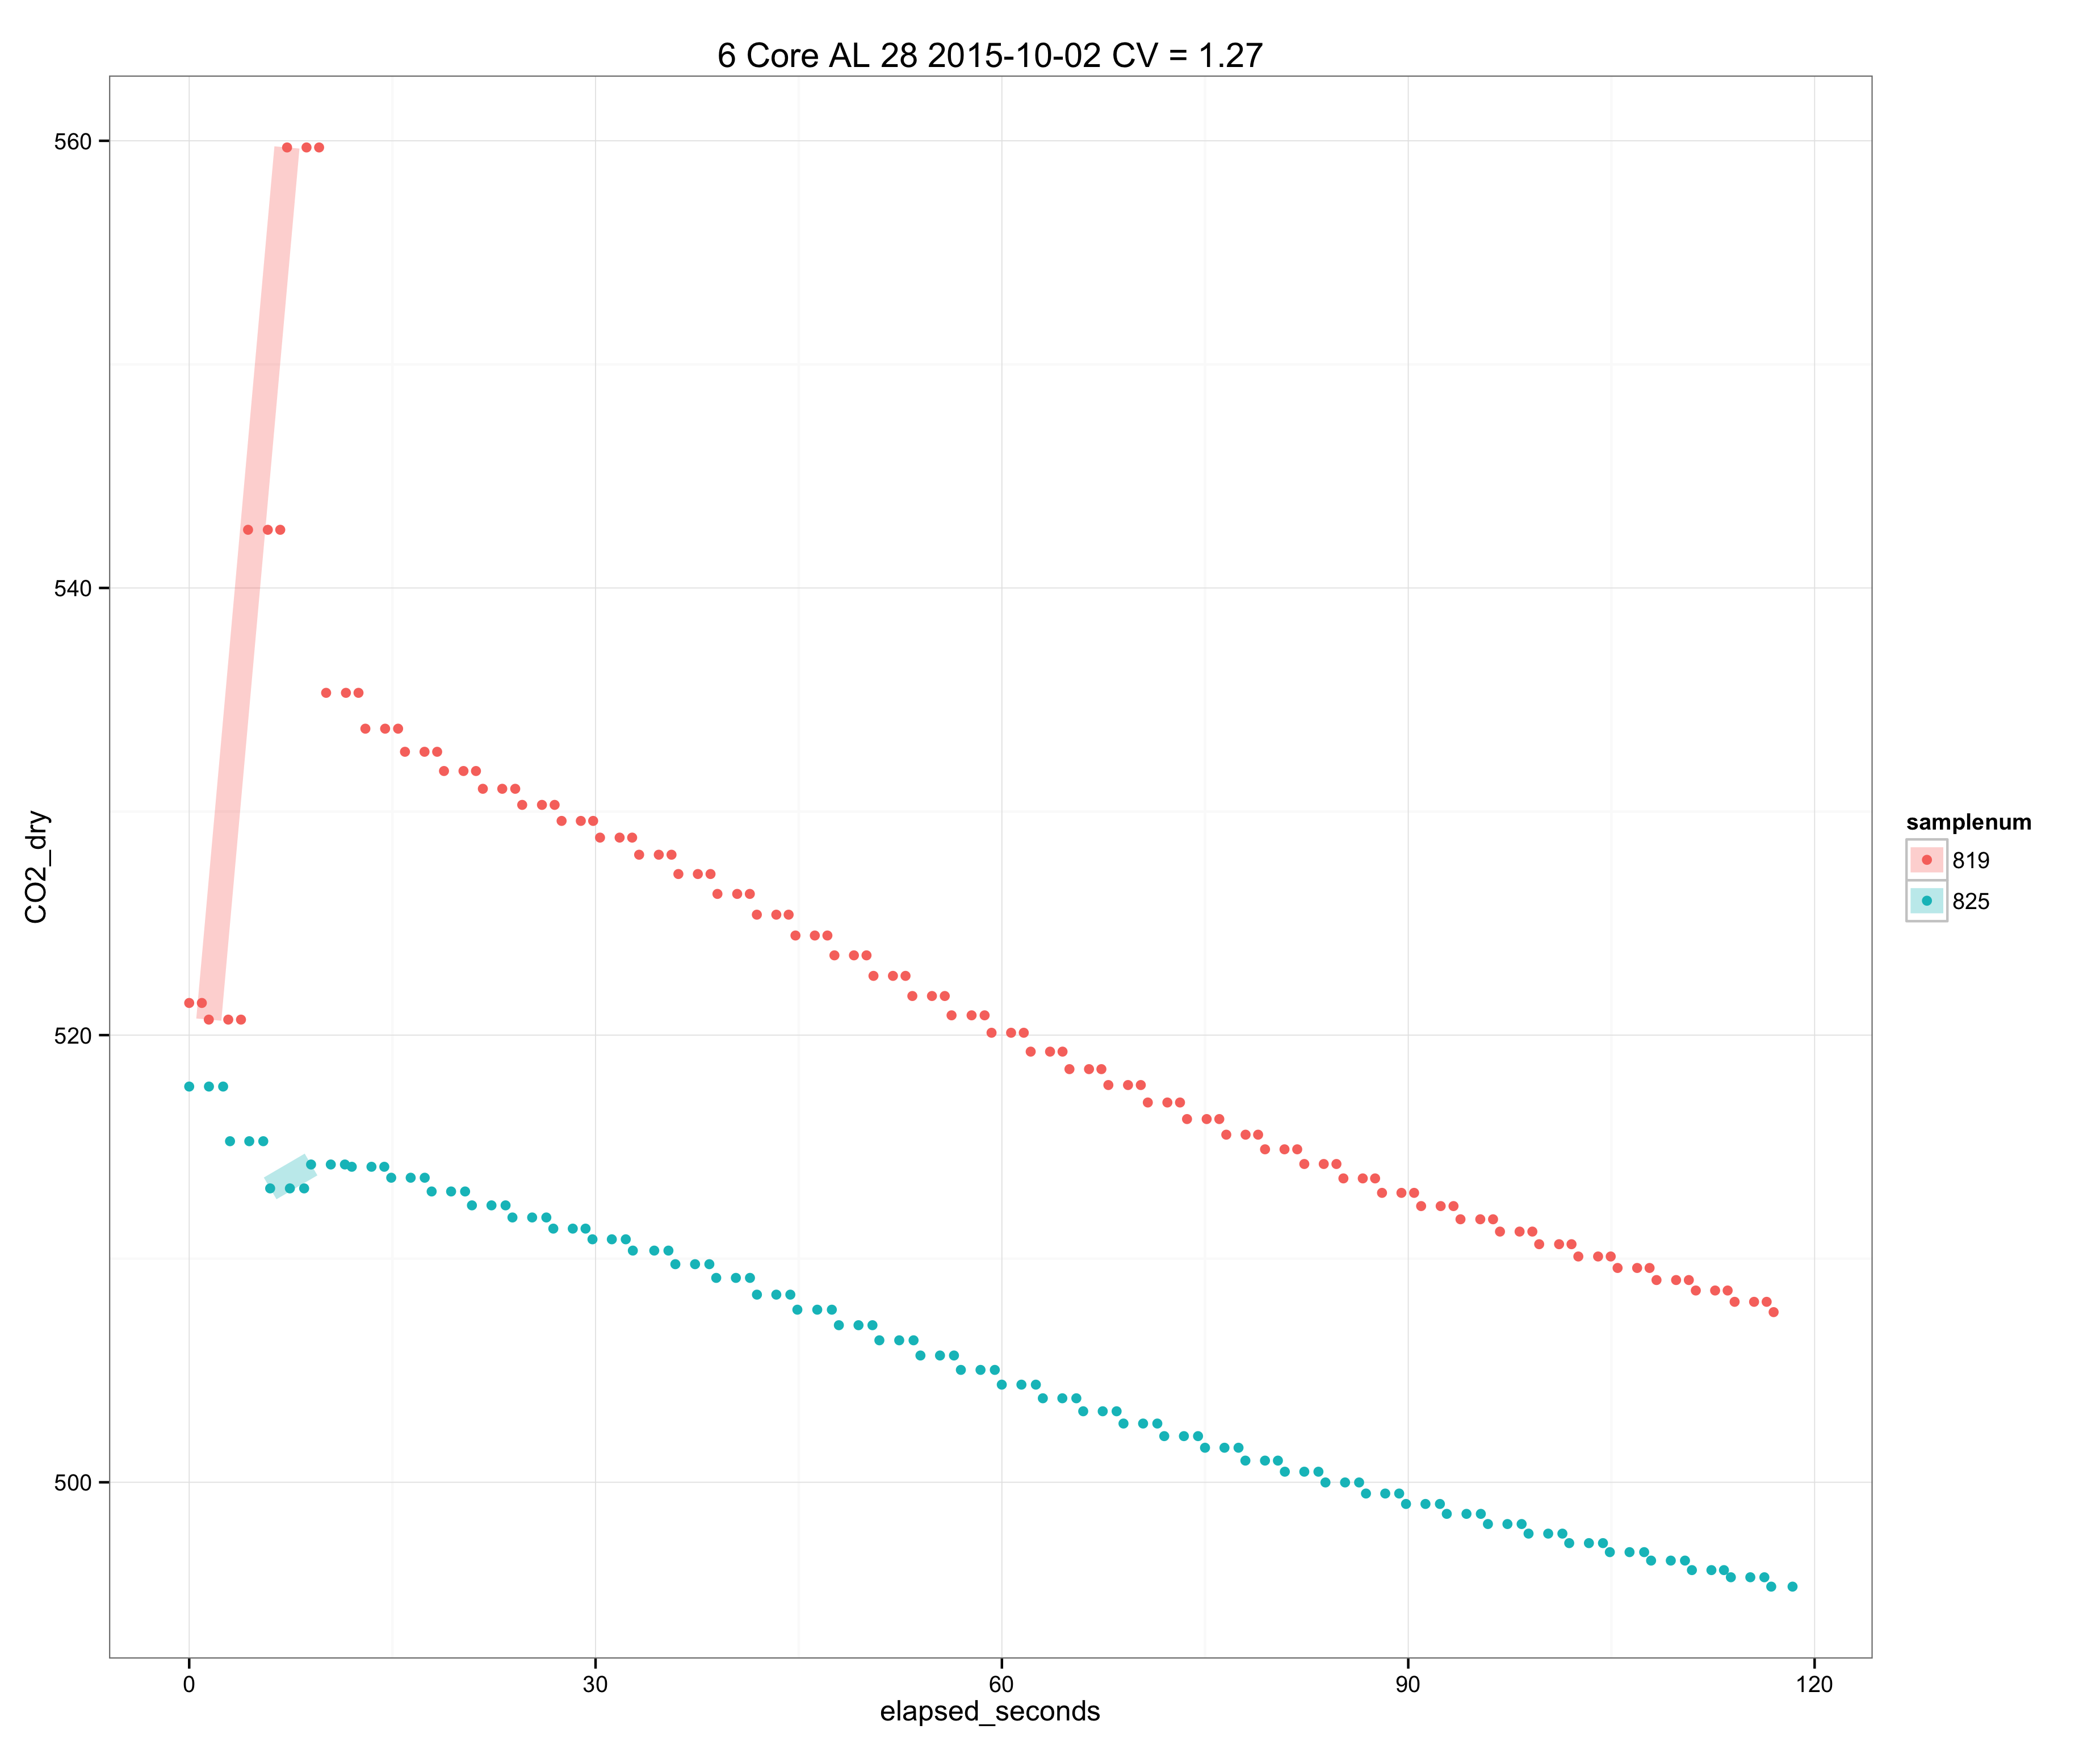 6 Core AL 28 2015-10-02 CV = 1.27
560
540
520
500
CO2_dry
0 30 60 90 120
elapsed_seconds
samplenum
819
825